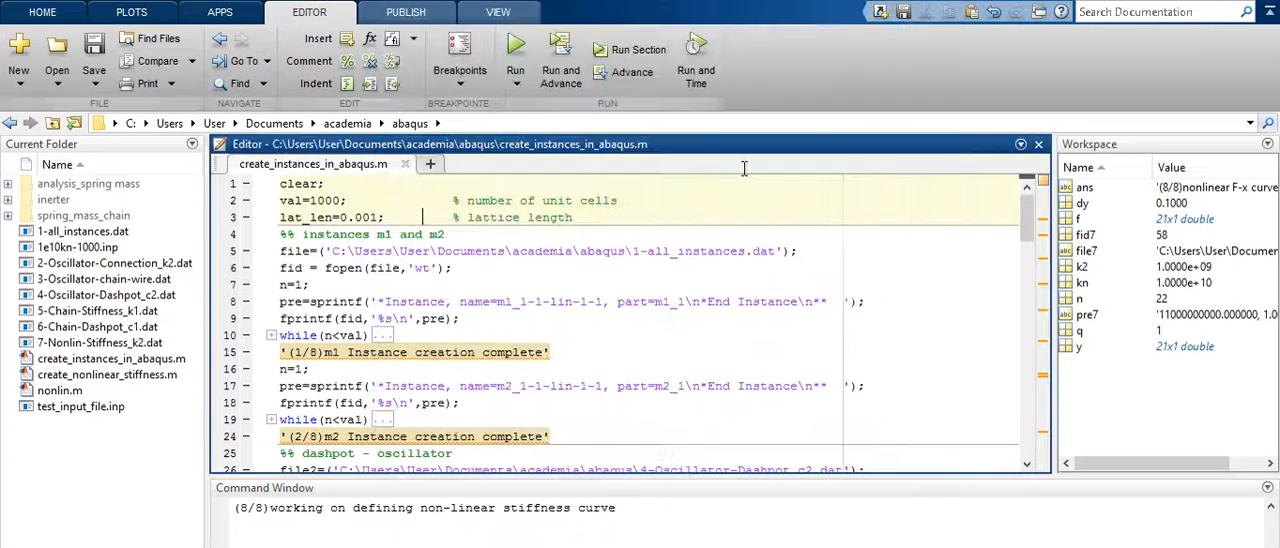 HOME PLOTS APPS EDITOR PUBLISH VIEW Search Documentation
New Open Save Find Files Compare Print
Go To Find
Insert fx
Comment
Indent
Breakpoints
Run Run and Advance Run Section Advance Run and Time
FILE NAVIGATE EDIT BREAKPOINTE RUN
C: Users User Documents academia abaqus
Current Folder
Name
analysis_spring mass
inerter
spring_mass_chain
1-all_instances.dat
1e10kn-1000.inp
2-Oscillator-Connection_k2.dat
3-Oscillator-chain-wire.dat
4-Oscillator-Dashpot_c2.dat
5-Chain-Stiffness_k1.dat
6-Chain-Dashpot_c1.dat
7-Nonlin-Stiffness_k2.dat
create_instances_in_abaqus.m
create_nonlinear_stiffness.m
nonlin.m
test_input_file.inp
Editor - C:\Users\User\Documents\academia\abaqus\create_instances_in_abaqus.m
create_instances_in_abaqus.m
1 clear;
2 val=1000; % number of unit cells
3 lat_len=0.001; % lattice length
4 %% instances m1 and m2
5 file=('C:\Users\User\Documents\academia\abaqus\1-all_instances.dat');
6 fid = fopen(file,'wt');
7 n=1;
8 pre=sprintf('*Instance, name=m1_1-1-lin-1-1, part=m1_1\n*End Instance\n** ');
9 fprintf(fid,'%s\n',pre);
10 while(n<val) ...
15 '(1/8)m1 Instance creation complete'
16 n=1;
17 pre=sprintf('*Instance, name=m2_1-1-lin-1-1, part=m2_1\n*End Instance\n** ');
18 fprintf(fid,'%s\n',pre);
19 while(n<val) ...
24 '(2/8)m2 Instance creation complete'
25 %% dashpot - oscillator
26 file2=('C:\Users\User\Documents\academia\abaqus\4-Oscillator-Dashpot_c2.dat');
Command Window
(8/8)working on defining non-linear stiffness curve
Workspace
Name Value
ans '(8/8)nonlinear F-x curve
dy 0.1000
f 21x1 double
fid7 58
file7 'C:\Users\User\Docume
k2 1.0000e+09
kn 1.0000e+10
n 22
pre7 '11000000000.000000, 1.0
q 1
y 21x1 double